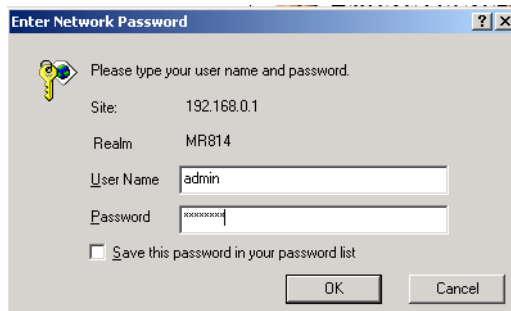 Enter Network Password
Please type your user name and password.
Site: 192.168.0.1
Realm MR814
User Name admin
Password ********
Save this password in your password list
OK Cancel